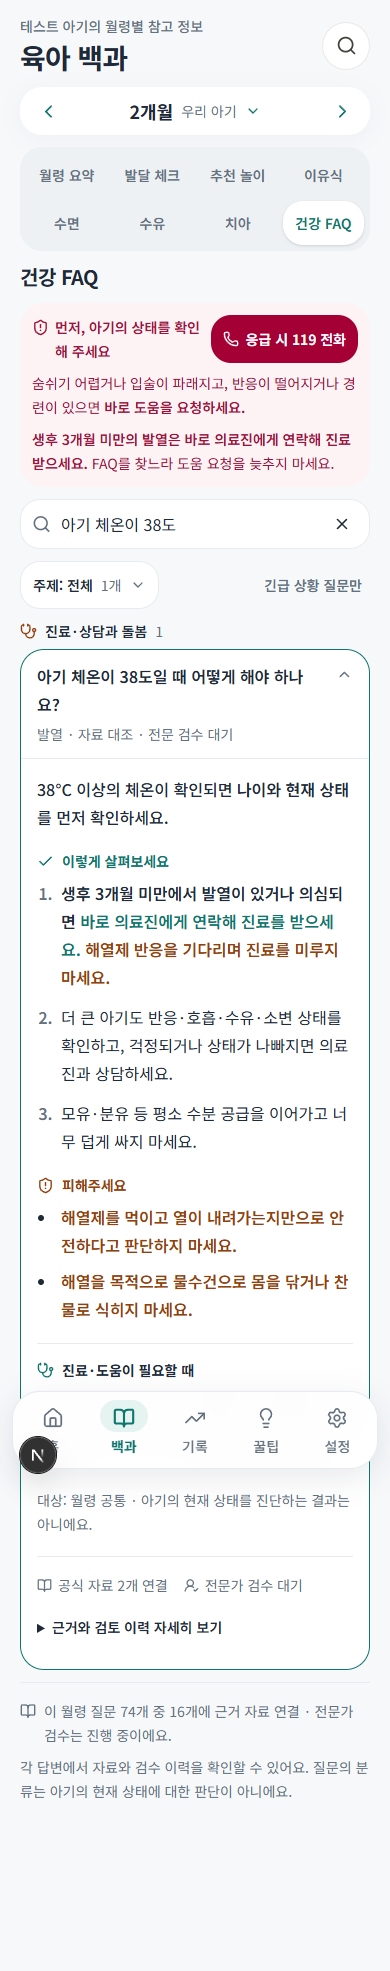 테스트 아기의 월령별 참고 정보
육아 백과
2개월 우리 아기
월령 요약 발달 체크 추천 놀이 이유식
수면 수유 치아 건강 FAQ
건강 FAQ
먼저, 아기의 상태를 확인
해 주세요
응급 시 119 전화
숨쉬기 어렵거나 입술이 파래지고, 반응이 떨어지거나 경
련이 있으면 바로 도움을 요청하세요.
생후 3개월 미만의 발열은 바로 의료진에게 연락해 진료
받으세요. FAQ를 찾느라 도움 요청을 늦추지 마세요.
아기 체온이 38도
주제: 전체 1개
긴급 상황 질문만
진료·상담과 돌봄 1
아기 체온이 38도일 때 어떻게 해야 하나
요?
발열 · 자료 대조 · 전문 검수 대기
38°C 이상의 체온이 확인되면 나이와 현재 상태
를 먼저 확인하세요.
이렇게 살펴보세요
1. 생후 3개월 미만에서 발열이 있거나 의심되
면 바로 의료진에게 연락해 진료를 받으세
요. 해열제 반응을 기다리며 진료를 미루지
마세요.
2. 더 큰 아기도 반응·호흡·수유·소변 상태를
확인하고, 걱정되거나 상태가 나빠지면 의료
진과 상담하세요.
3. 모유·분유 등 평소 수분 공급을 이어가고 너
무 덥게 싸지 마세요.
피해주세요
• 해열제를 먹이고 열이 내려가는지만으로 안
전하다고 판단하지 마세요.
• 해열을 목적으로 물수건으로 몸을 닦거나 찬
물로 식히지 마세요.
진료·도움이 필요할 때
백과 기록 꿀팁 설정
N
대상: 월령 공통 · 아기의 현재 상태를 진단하는 결과는
아니에요.
공식 자료 2개 연결 전문가 검수 대기
▶ 근거와 검토 이력 자세히 보기
이 월령 질문 74개 중 16개에 근거 자료 연결 · 전문가
검수는 진행 중이에요.
각 답변에서 자료와 검수 이력을 확인할 수 있어요. 질문의 분
류는 아기의 현재 상태에 대한 판단이 아니에요.